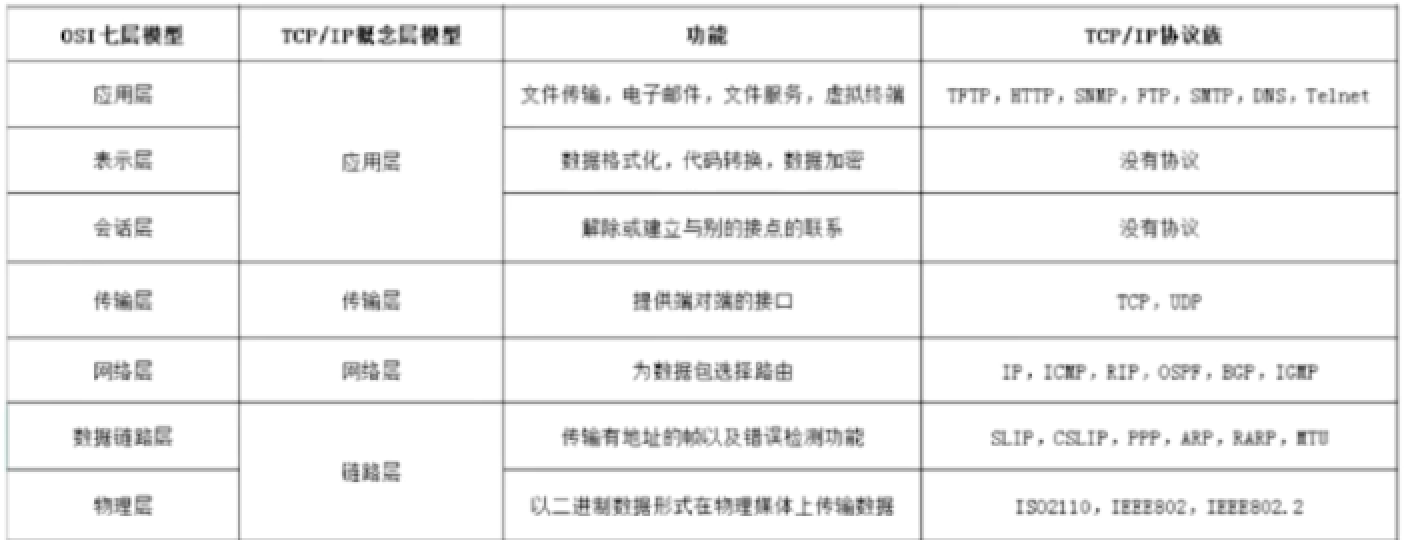 OSI七层模型 TCP/IP概念层模型 功能 TCP/IP协议族
应用层 文件传输，电子邮件，文件服务，虚拟终端 TFTP，HTTP，SNMP，FTP，SMTP，DNS，Telnet
表示层 应用层 数据格式化，代码转换，数据加密 没有协议
会话层 解除或建立与别的接点的联系 没有协议
传输层 传输层 提供端对端的接口 TCP，UDP
网络层 网络层 为数据包选择路由 IP，ICMP，RIP，OSPF，BGP，IGMP
数据链路层 传输有地址的帧以及错误检测功能 SLIP，CSLIP，PPP，ARP，RARP，MTU
链路层
物理层 以二进制数据形式在物理媒体上传输数据 ISO2110，IEEE802，IEEE802.2